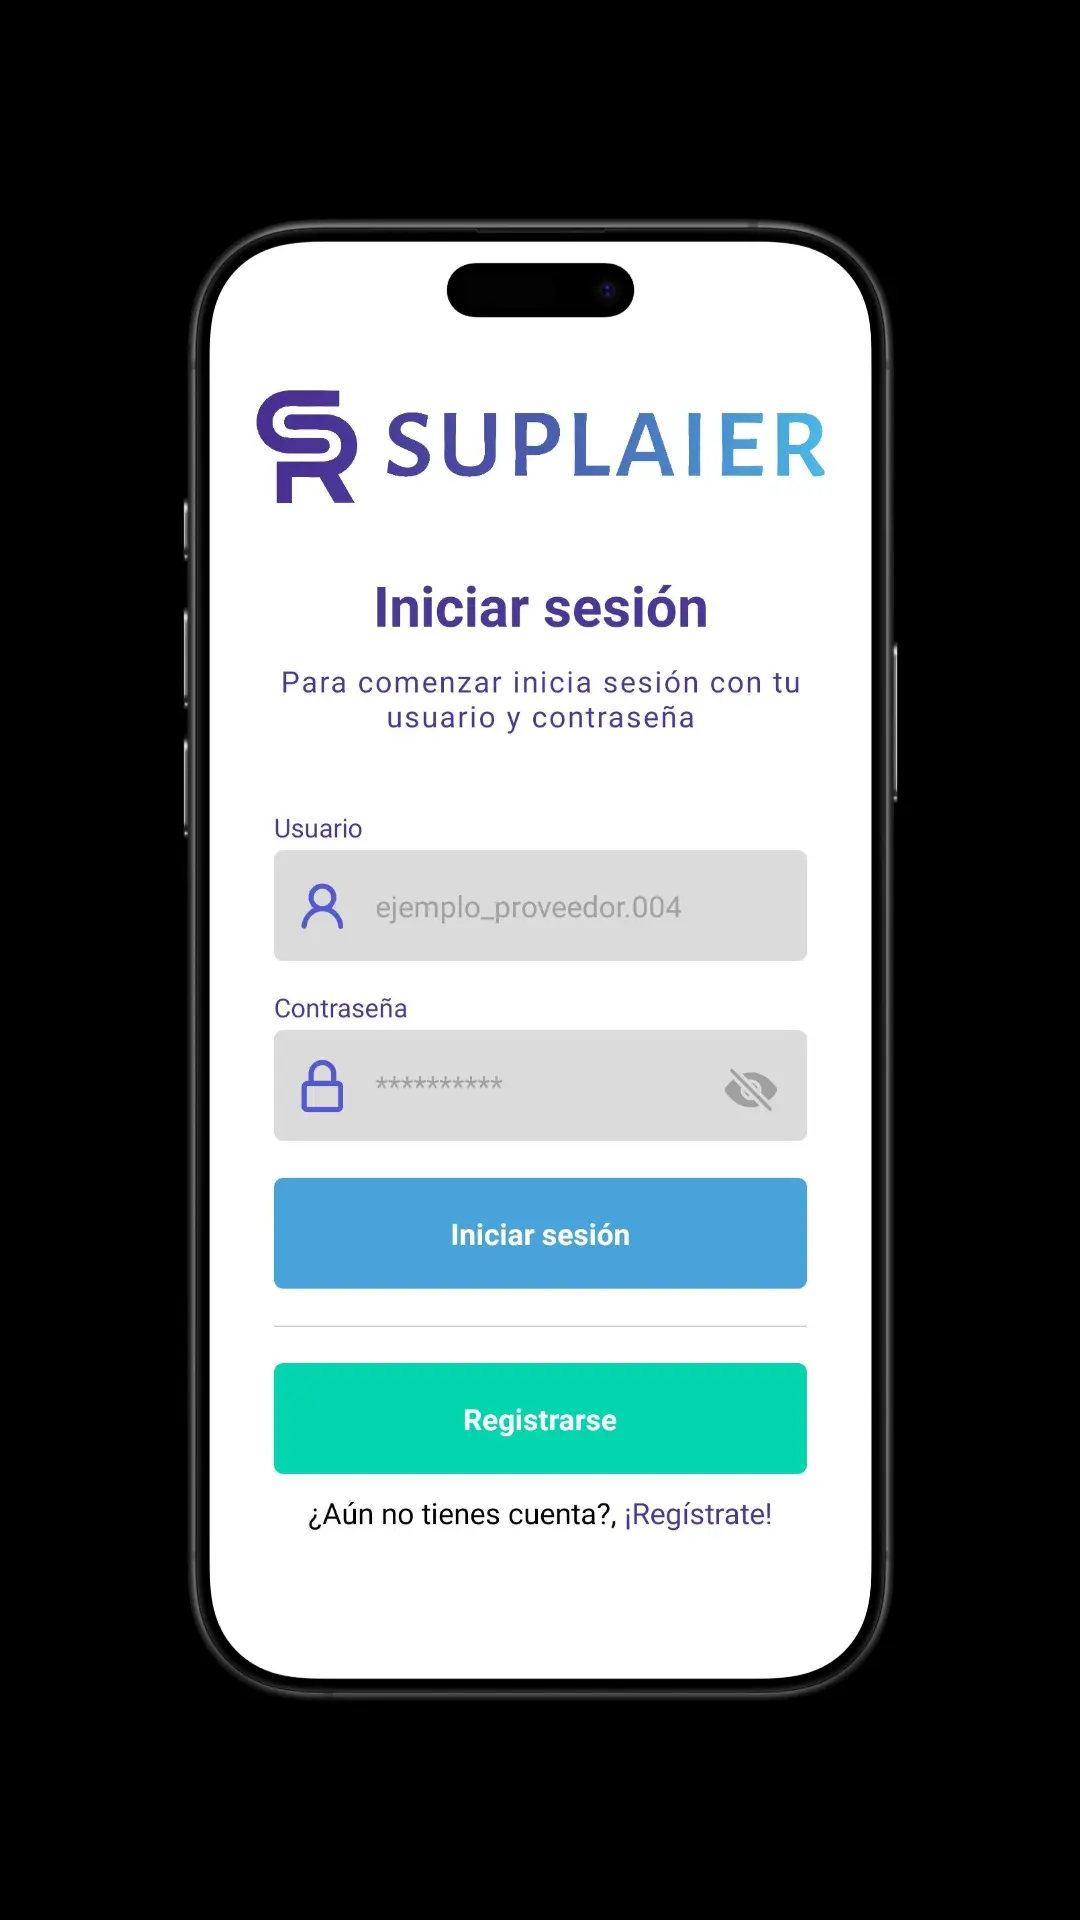 SUPLAIER
Iniciar sesión
Para comenzar inicia sesión con tu
usuario y contraseña
Usuario
ejemplo_proveedor.004
Contraseña
**********
Iniciar sesión
Registrarse
¿Aún no tienes cuenta?, ¡Regístrate!